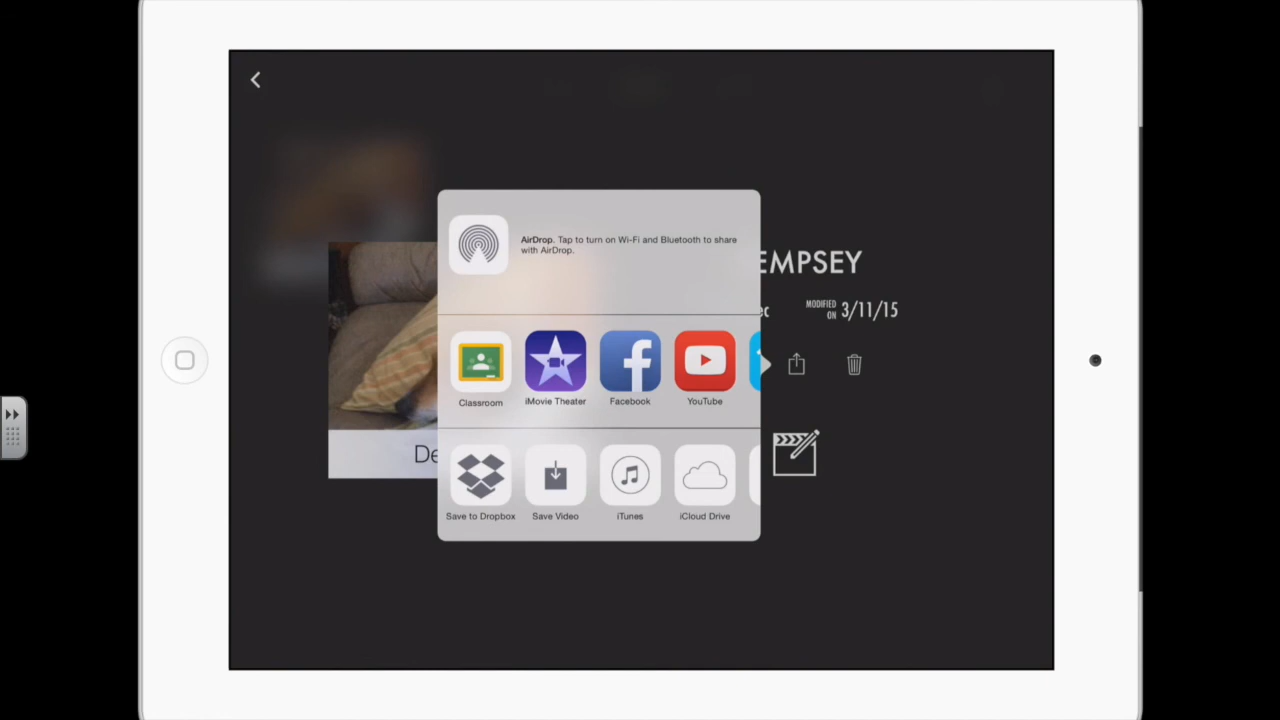 AirDrop. Tap to turn on Wi-Fi and Bluetooth to share
with AirDrop.
EMPSEY
MODIFIED
ON 3/11/15
Classroom
iMovie Theater
Facebook
YouTube
De
Save to Dropbox
Save Video
iTunes
iCloud Drive